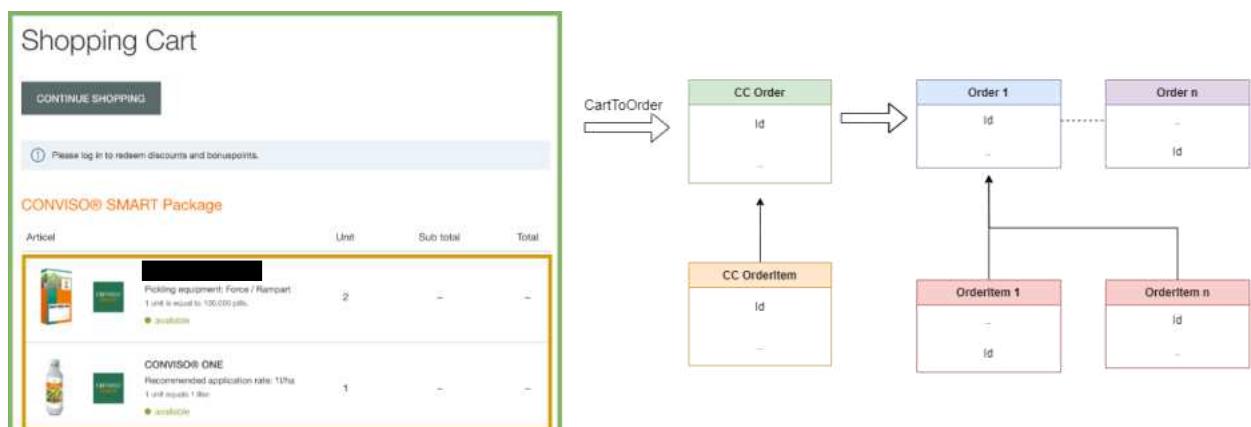 Shopping Cart
CONTINUE SHOPPING
Please log in to redeem discounts and bonuspoints.
CONVISO® SMART Package
Articel Unit Sub total Total
Pickling equipment: Force / Rampart
1 unit is equal to 100.000 pills.
2 – –
available
CONVISO® ONE
Recommended application rate: 1l/ha
1 unit equals 1 liter
1 – –
available
CartToOrder
CC Order
Id
..
CC OrderItem
Id
..
Order 1
Id
..
Order n
..
Id
OrderItem 1
..
Id
OrderItem n
Id
..